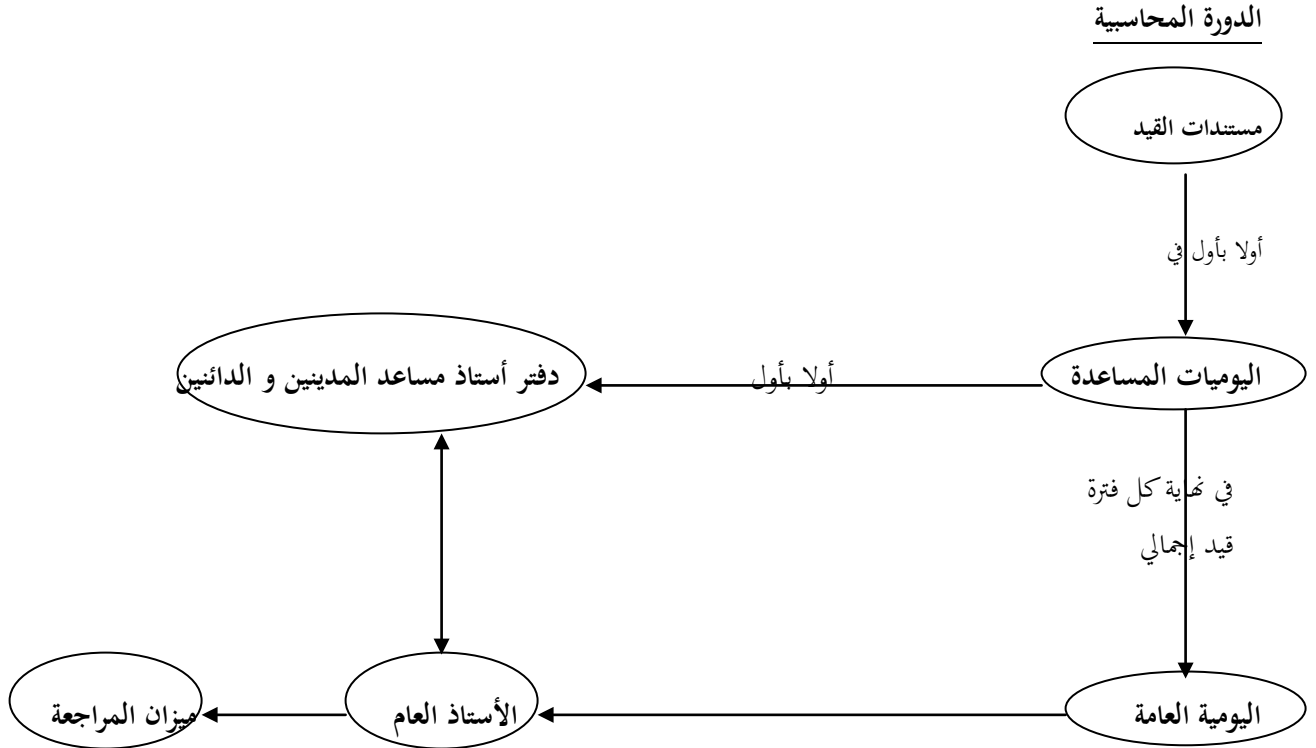 الدورة المحاسبية
مستندات القيد
أولا بأول في
اليوميات المساعدة
أولا بأول
دفتر أستاذ مساعد المدينين و الدائنين
في نهاية كل فترة
قيد إجمالي
اليومية العامة
الأستاذ العام
ميزان المراجعة